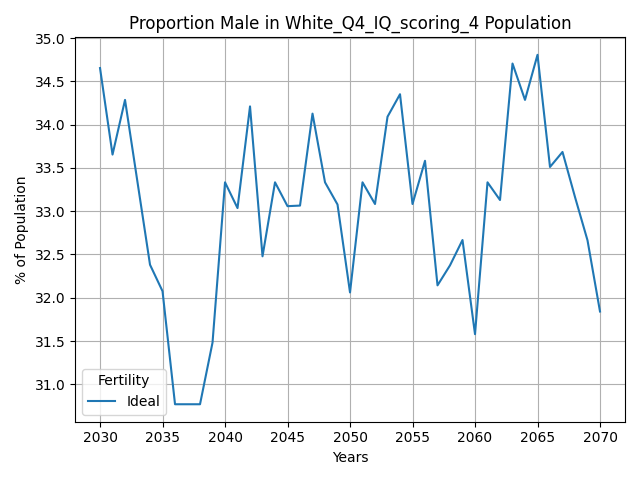 Proportion Male in White_Q4_IQ_scoring_4 Population
% of Population
35.0
34.5
34.0
33.5
33.0
32.5
32.0
31.5
31.0
Fertility
Ideal
2030 2035 2040 2045 2050 2055 2060 2065 2070
Years